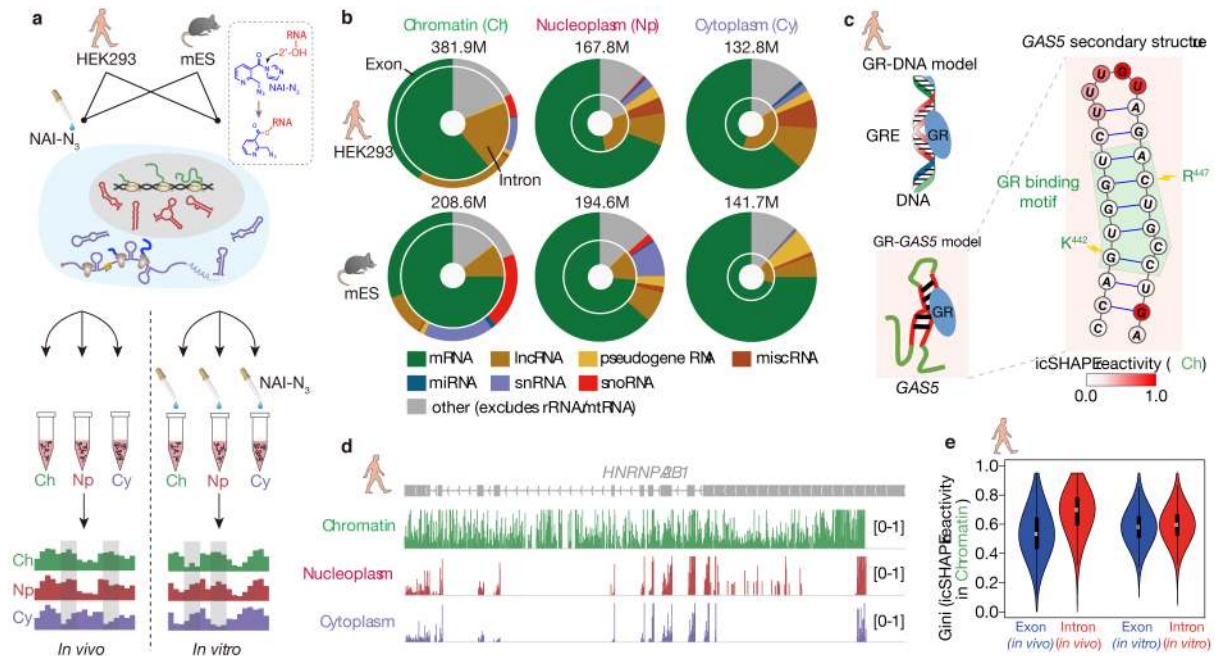 a
HEK293
mES
RNA
2'-OH
NAI-N3
N3
RNA
N3
NAI-N3
NAI-N3
Ch Np Cy
Ch Np Cy
Ch
Np
Cy
In vivo
In vitro
b
Chromatin (Ch) Nucleoplasm (Np) Cytoplasm (Cy)
381.9M 167.8M 132.8M
Exon
Intron
HEK293
208.6M 194.6M 141.7M
mES
mRNA lncRNA pseudogene RNA miscRNA
miRNA snRNA snoRNA
other (excludes rRNA/mtRNA)
c
GR-DNA model
GRE GR
DNA
GR-GAS5 model
GR
GAS5
GAS5 secondary structure
U G U
U A
U G
C A
U C
G U
G G
U C
G C
A U
C G
C A
GR binding
motif
R447
K442
icSHAPE reactivity (Ch)
0.0 1.0
d
HNRNPA2B1
Chromatin [0-1]
Nucleoplasm [0-1]
Cytoplasm [0-1]
e
Gini (icSHAPE reactivity
in Chromatin)
1.0
0.8
0.6
0.4
0.2
0.0
Exon Intron Exon Intron
(in vivo) (in vivo) (in vitro) (in vitro)